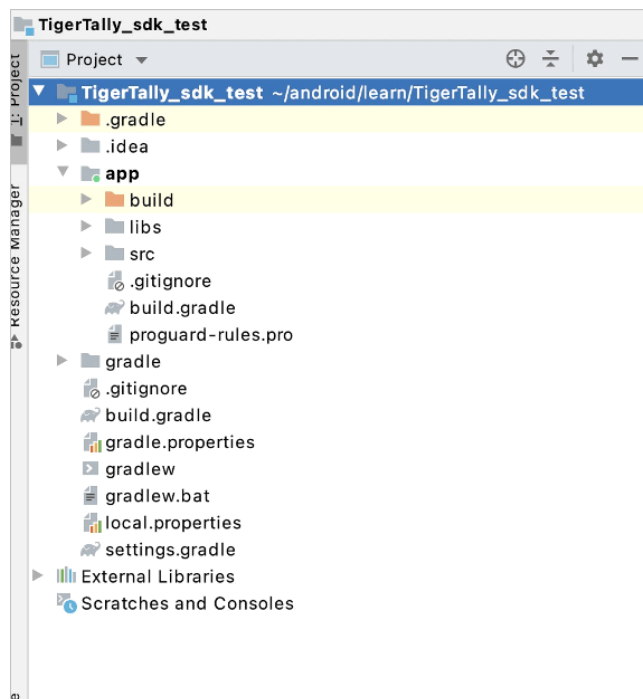 TigerTally_sdk_test
Project
1: Project
Resource Manager
TigerTally_sdk_test ~/android/learn/TigerTally_sdk_test
.gradle
.idea
app
build
libs
src
.gitignore
build.gradle
proguard-rules.pro
gradle
.gitignore
build.gradle
gradle.properties
gradlew
gradlew.bat
local.properties
settings.gradle
External Libraries
Scratches and Consoles